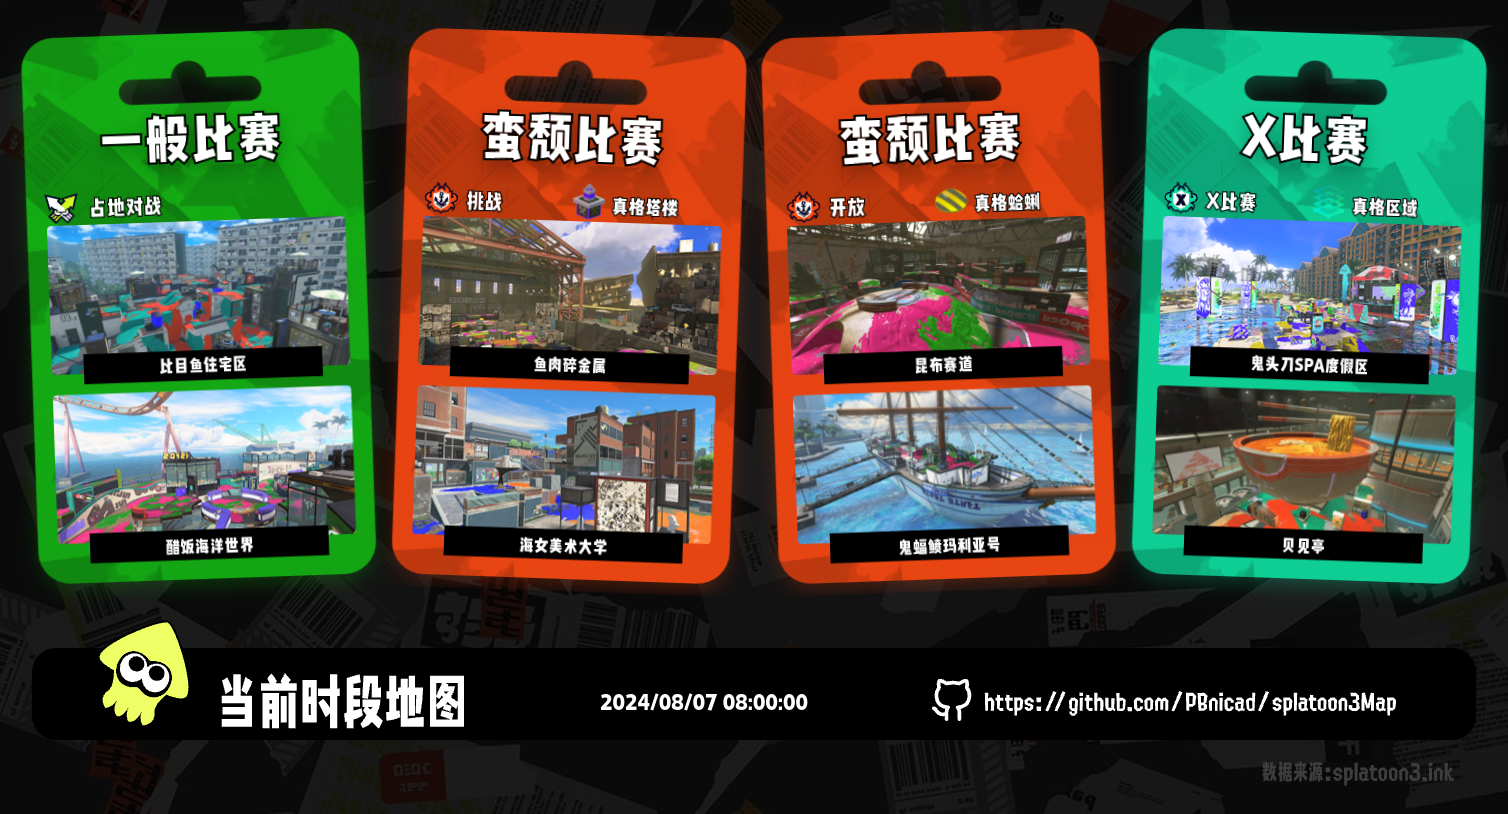 一般比赛
占地对战
比目鱼住宅区
醋饭海洋世界
蛮颓比赛
挑战
真格塔楼
鱼肉碎金属
海女美术大学
蛮颓比赛
开放
真格蛤蜊
昆布赛道
鬼蝠鲼玛利亚号
X比赛
X比赛
真格区域
鬼头刀SPA度假区
贝见亭
当前时段地图
2024/08/07 08:00:00
https://github.com/PBnicad/splatoon3Map
数据来源:splatoon3.ink